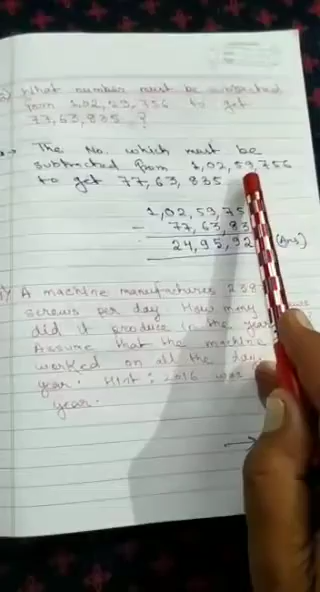 What number must be subtracted
from 1,02,59,756 to get
77,63,835 ?
The No. which must be
subtracted from 1,02,59,756
to get 77,63,835
1,02,59,75
- 77,63,83
24,95,92 (Ans)
A machine manufactures 238
screws per day. How many
did it produce in the year
Assume that the machine
worked on all the day
year. Hint : 2016 was
year.